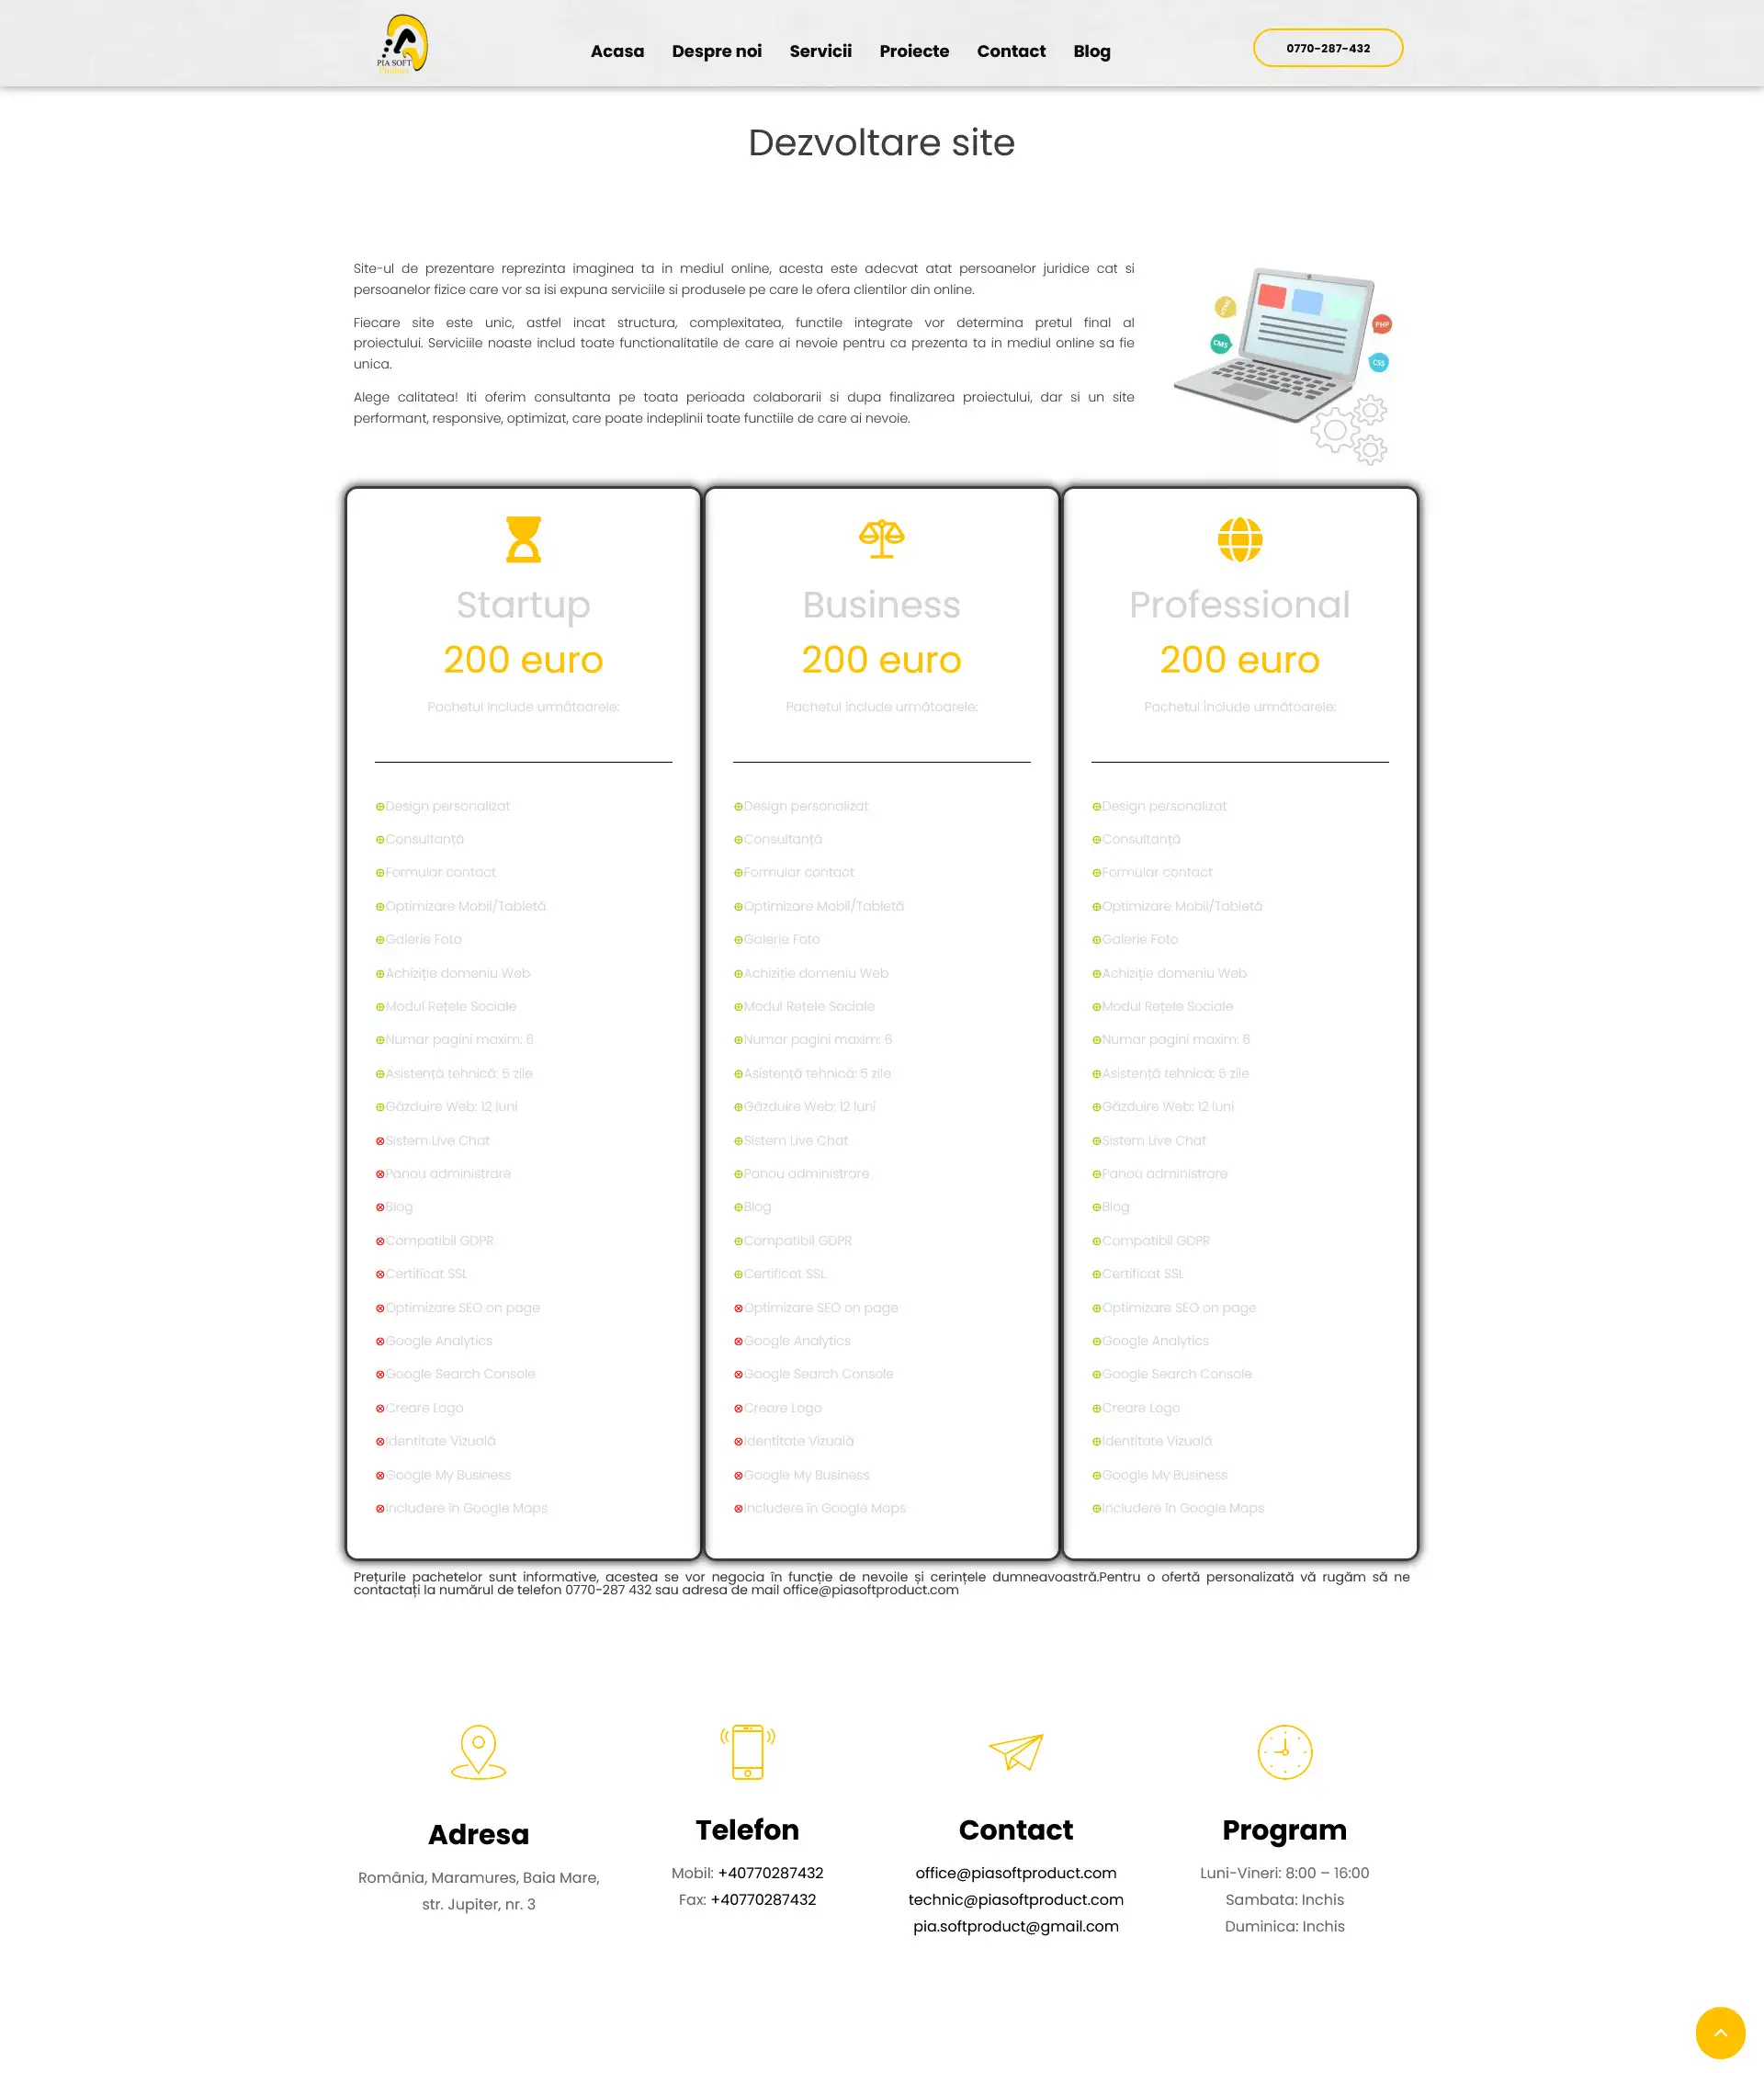 PIA SOFT
Product
Acasa
Despre noi
Servicii
Proiecte
Contact
Blog
0770-287-432
Dezvoltare site
Site-ul de prezentare reprezinta imaginea ta in mediul online, acesta este adecvat atat persoanelor juridice cat si
persoanelor fizice care vor sa isi expuna serviciile si produsele pe care le ofera clientilor din online.
Fiecare site este unic, astfel incat structura, complexitatea, functile integrate vor determina pretul final al
proiectului. Serviciile noaste includ toate functionalitatile de care ai nevoie pentru ca prezenta ta in mediul online sa fie
unica.
Alege calitatea! Iti oferim consultanta pe toata perioada colaborarii si dupa finalizarea proiectului, dar si un site
performant, responsive, optimizat, care poate indeplinii toate functiile de care ai nevoie.
HTML
CMS
PHP
CSS
Startup
200 euro
Pachetul include următoarele:
Design personalizat
Consultanță
Formular contact
Optimizare Mobil/Tabletă
Galerie Foto
Achiziție domeniu Web
Modul Rețele Sociale
Numar pagini maxim: 6
Asistență tehnică: 5 zile
Găzduire Web: 12 luni
Sistem Live Chat
Panou administrare
Blog
Compatibil GDPR
Certificat SSL
Optimizare SEO on page
Google Analytics
Google Search Console
Creare Logo
Identitate Vizuală
Google My Business
Includere în Google Maps
Business
200 euro
Pachetul include următoarele:
Design personalizat
Consultanță
Formular contact
Optimizare Mobil/Tabletă
Galerie Foto
Achiziție domeniu Web
Modul Rețele Sociale
Numar pagini maxim: 6
Asistență tehnică: 5 zile
Găzduire Web: 12 luni
Sistem Live Chat
Panou administrare
Blog
Compatibil GDPR
Certificat SSL
Optimizare SEO on page
Google Analytics
Google Search Console
Creare Logo
Identitate Vizuală
Google My Business
Includere în Google Maps
Professional
200 euro
Pachetul include următoarele:
Design personalizat
Consultanță
Formular contact
Optimizare Mobil/Tabletă
Galerie Foto
Achiziție domeniu Web
Modul Rețele Sociale
Numar pagini maxim: 6
Asistență tehnică: 5 zile
Găzduire Web: 12 luni
Sistem Live Chat
Panou administrare
Blog
Compatibil GDPR
Certificat SSL
Optimizare SEO on page
Google Analytics
Google Search Console
Creare Logo
Identitate Vizuală
Google My Business
Includere în Google Maps
Prețurile pachetelor sunt informative, acestea se vor negocia în funcție de nevoile și cerințele dumneavoastră.Pentru o ofertă personalizată vă rugăm să ne
contactați la numărul de telefon 0770-287 432 sau adresa de mail office@piasoftproduct.com
Adresa
România, Maramures, Baia Mare,
str. Jupiter, nr. 3
Telefon
Mobil: +40770287432
Fax: +40770287432
Contact
office@piasoftproduct.com
technic@piasoftproduct.com
pia.softproduct@gmail.com
Program
Luni-Vineri: 8:00 – 16:00
Sambata: Inchis
Duminica: Inchis